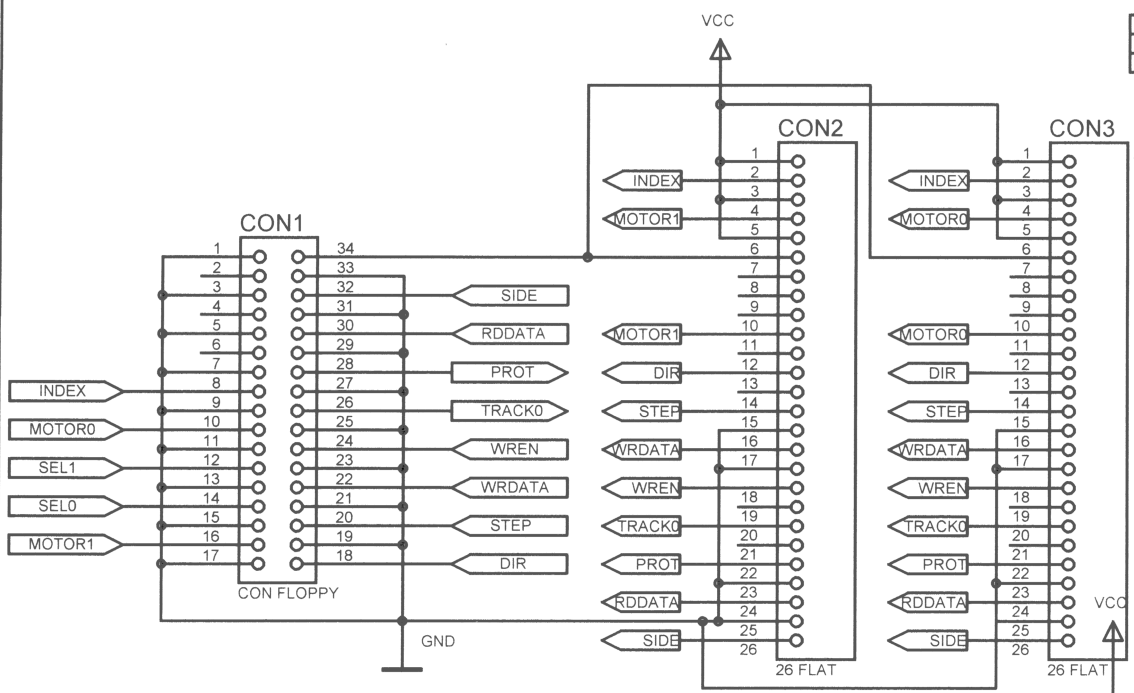 VCC
CON1
1 34
2 33
3 32 SIDE
4 31
5 30 RDDATA
6 29
7 28 PROT
INDEX 8 27
9 26 TRACK0
MOTOR0 10 25
11 24 WREN
SEL1 12 23
13 22 WRDATA
SEL0 14 21
15 20 STEP
MOTOR1 16 19
17 18 DIR
CON FLOPPY
GND
CON2
1
INDEX 2
3
MOTOR1 4
5
6
7
8
9
MOTOR1 10
11
DIR 12
13
STEP 14
15
WRDATA 16
17
WREN
18
TRACK0 19
20
PROT 21
22
RDDATA 23
24
SIDE 25
26
26 FLAT
CON3
1
INDEX 2
3
MOTOR0 4
5
6
7
8
9
MOTOR0 10
11
DIR 12
13
STEP 14
15
WRDATA 16
17
WREN
18
TRACK0 19
20
PROT 21
22
RDDATA 23
24
SIDE 25
26
26 FLAT
VCC